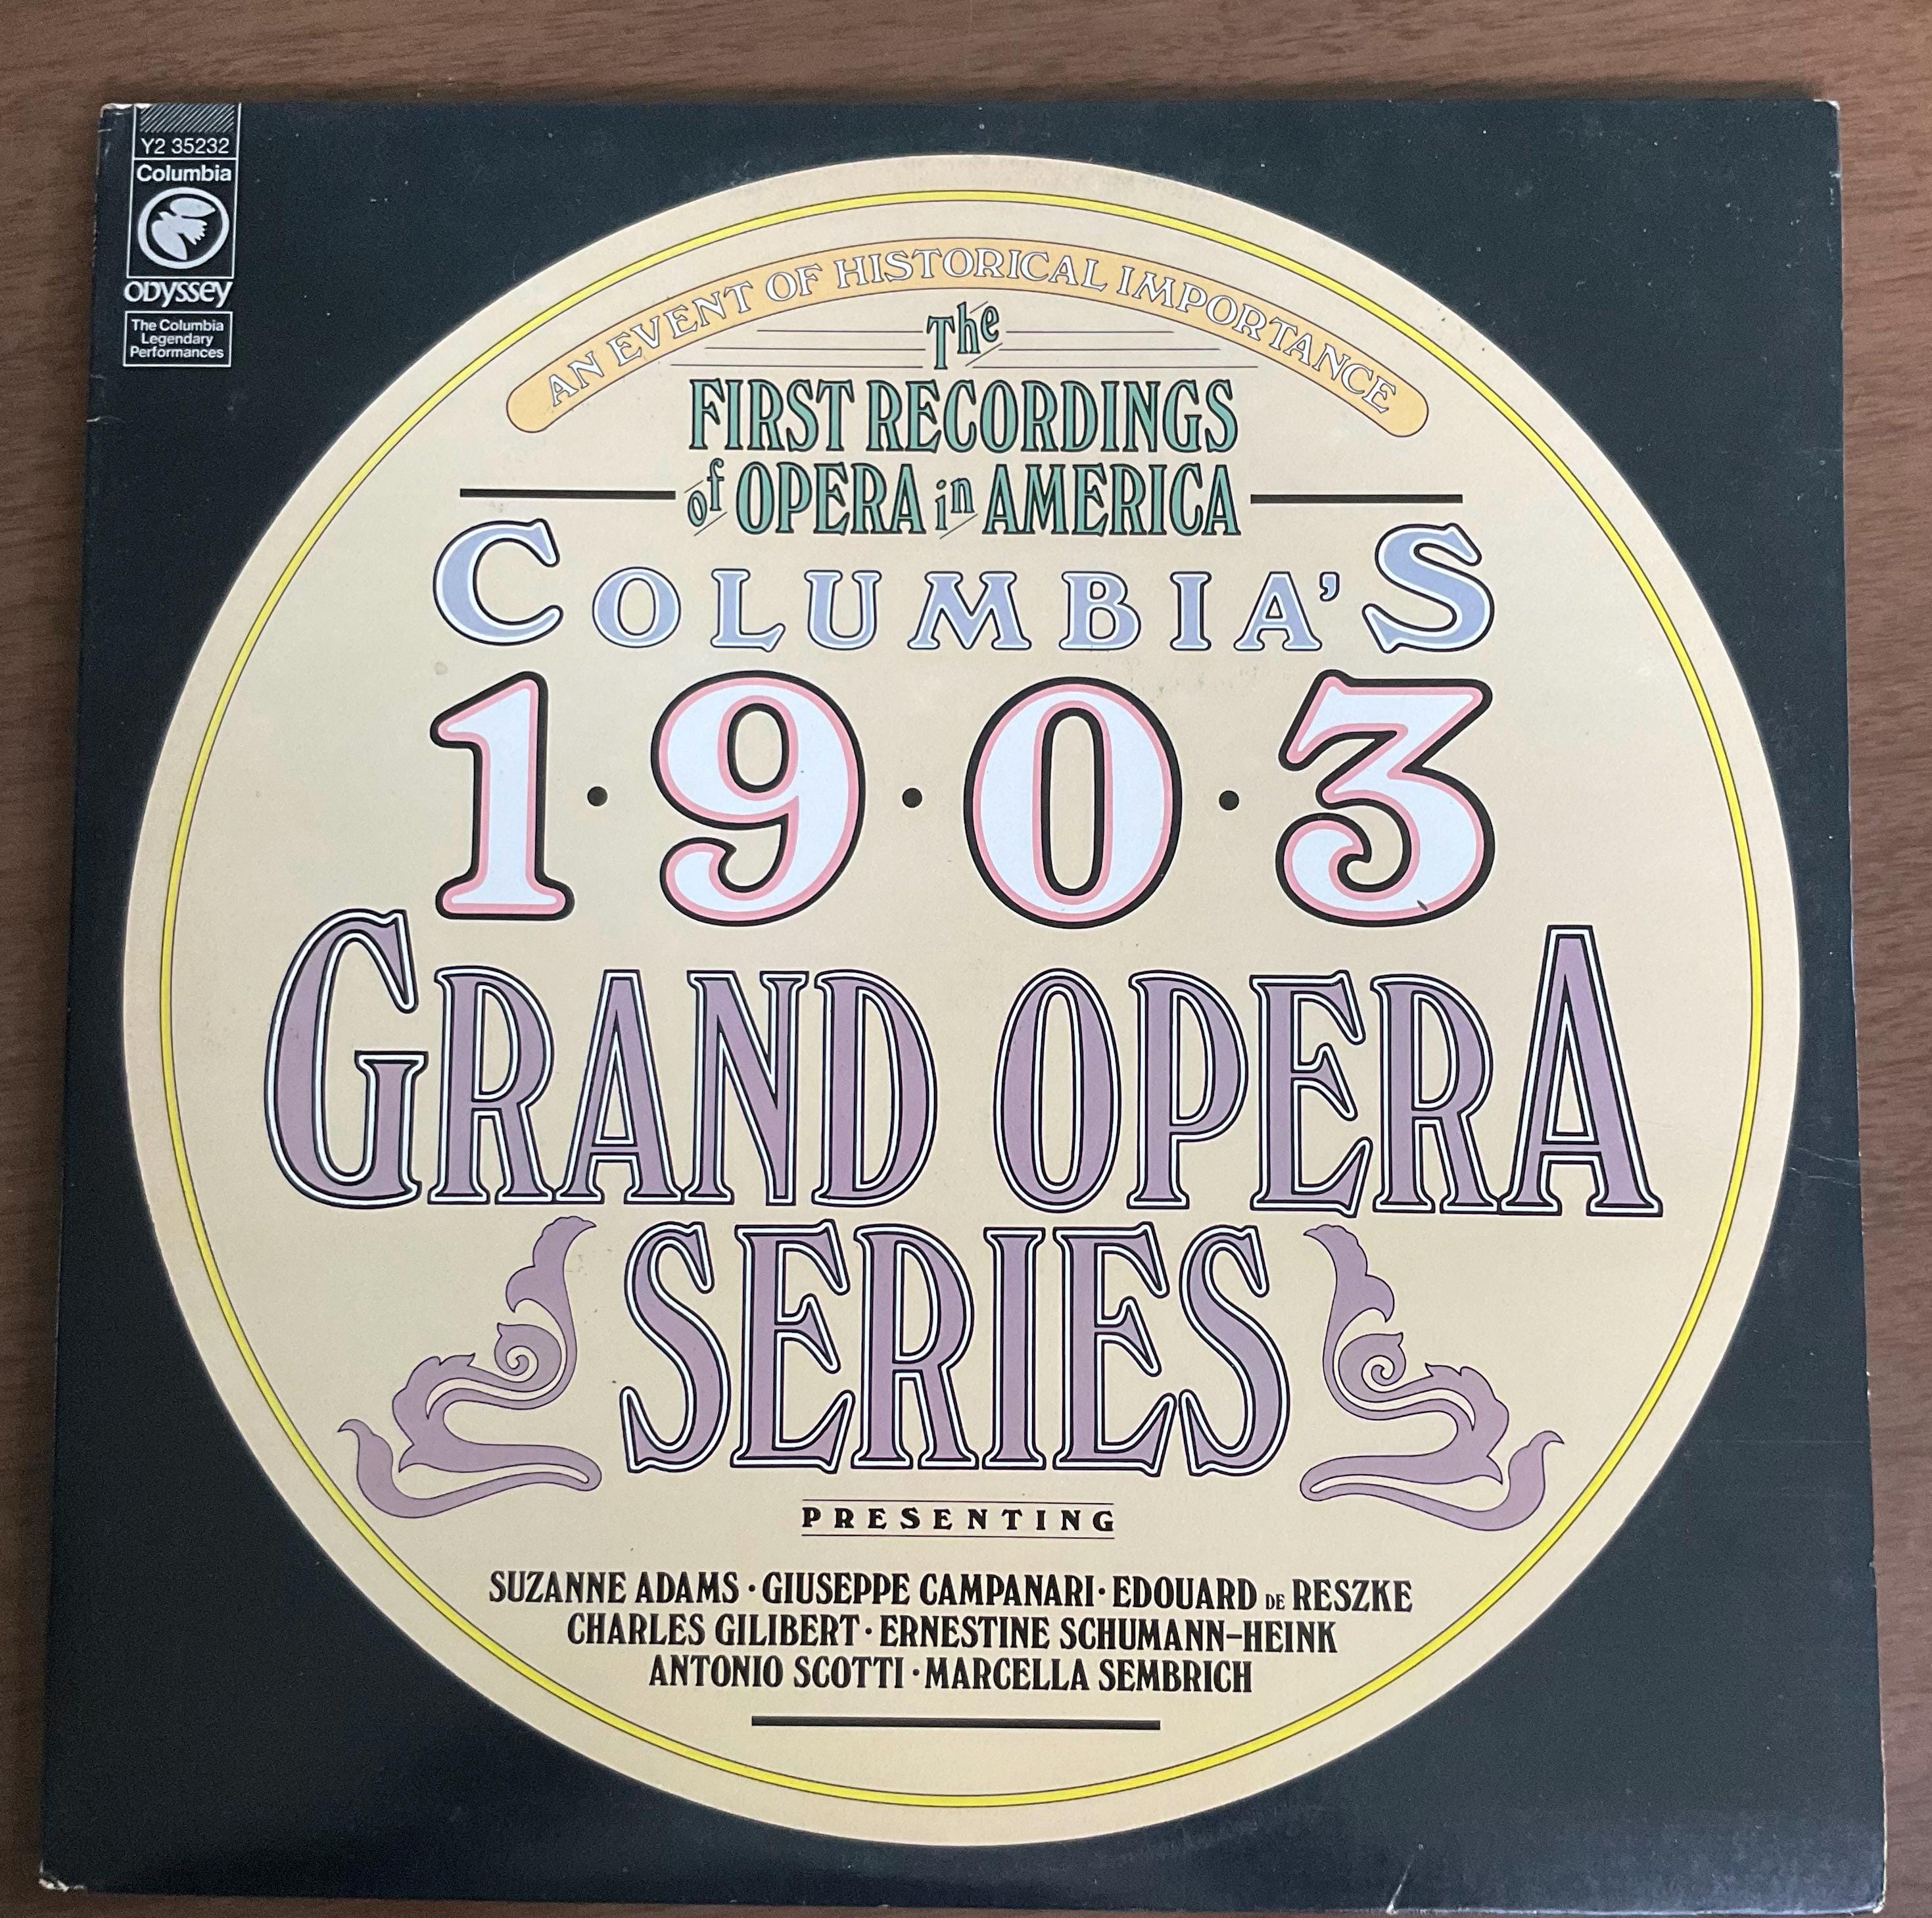 Y2 35232
Columbia
ODYSSEY
The Columbia
Legendary
Performances
AN EVENT OF HISTORICAL IMPORTANCE
The
FIRST RECORDINGS
of OPERA in AMERICA
COLUMBIA'S
1·9·0·3
GRAND OPERA
SERIES
PRESENTING
SUZANNE ADAMS · GIUSEPPE CAMPANARI · EDOUARD DE RESZKE
CHARLES GILIBERT · ERNESTINE SCHUMANN-HEINK
ANTONIO SCOTTI · MARCELLA SEMBRICH